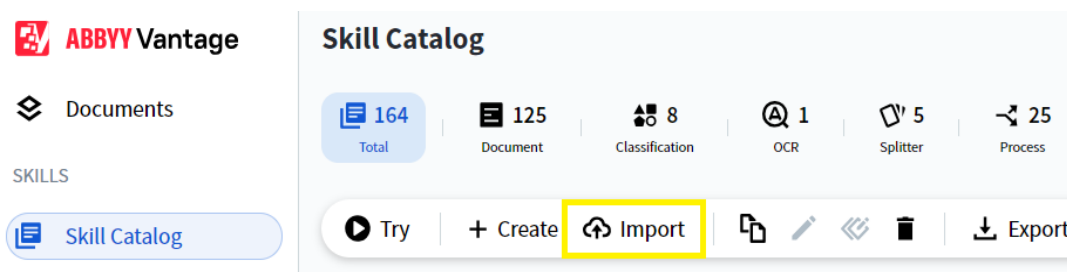 ABBYY Vantage
Documents
SKILLS
Skill Catalog
Skill Catalog
164
Total
125
Document
8
Classification
1
OCR
5
Splitter
25
Process
Try
+ Create
Import
Export